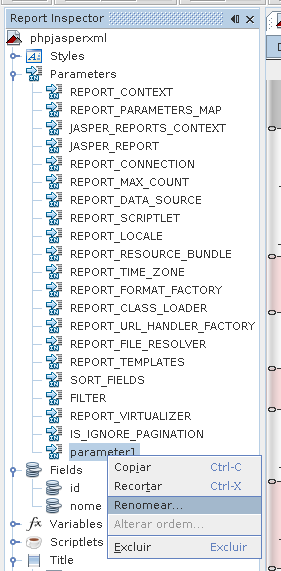 Report Inspector
phpjasperxml
Styles
Parameters
REPORT_CONTEXT
REPORT_PARAMETERS_MAP
JASPER_REPORTS_CONTEXT
JASPER_REPORT
REPORT_CONNECTION
REPORT_MAX_COUNT
REPORT_DATA_SOURCE
REPORT_SCRIPTLET
REPORT_LOCALE
REPORT_RESOURCE_BUNDLE
REPORT_TIME_ZONE
REPORT_FORMAT_FACTORY
REPORT_CLASS_LOADER
REPORT_URL_HANDLER_FACTORY
REPORT_FILE_RESOLVER
REPORT_TEMPLATES
SORT_FIELDS
FILTER
REPORT_VIRTUALIZER
IS_IGNORE_PAGINATION
parameter1
Fields
id
nome
Variables
Scriptlets
Title
Copiar Ctrl-C
Recortar Ctrl-X
Renomear...
Alterar ordem...
Excluir Excluir